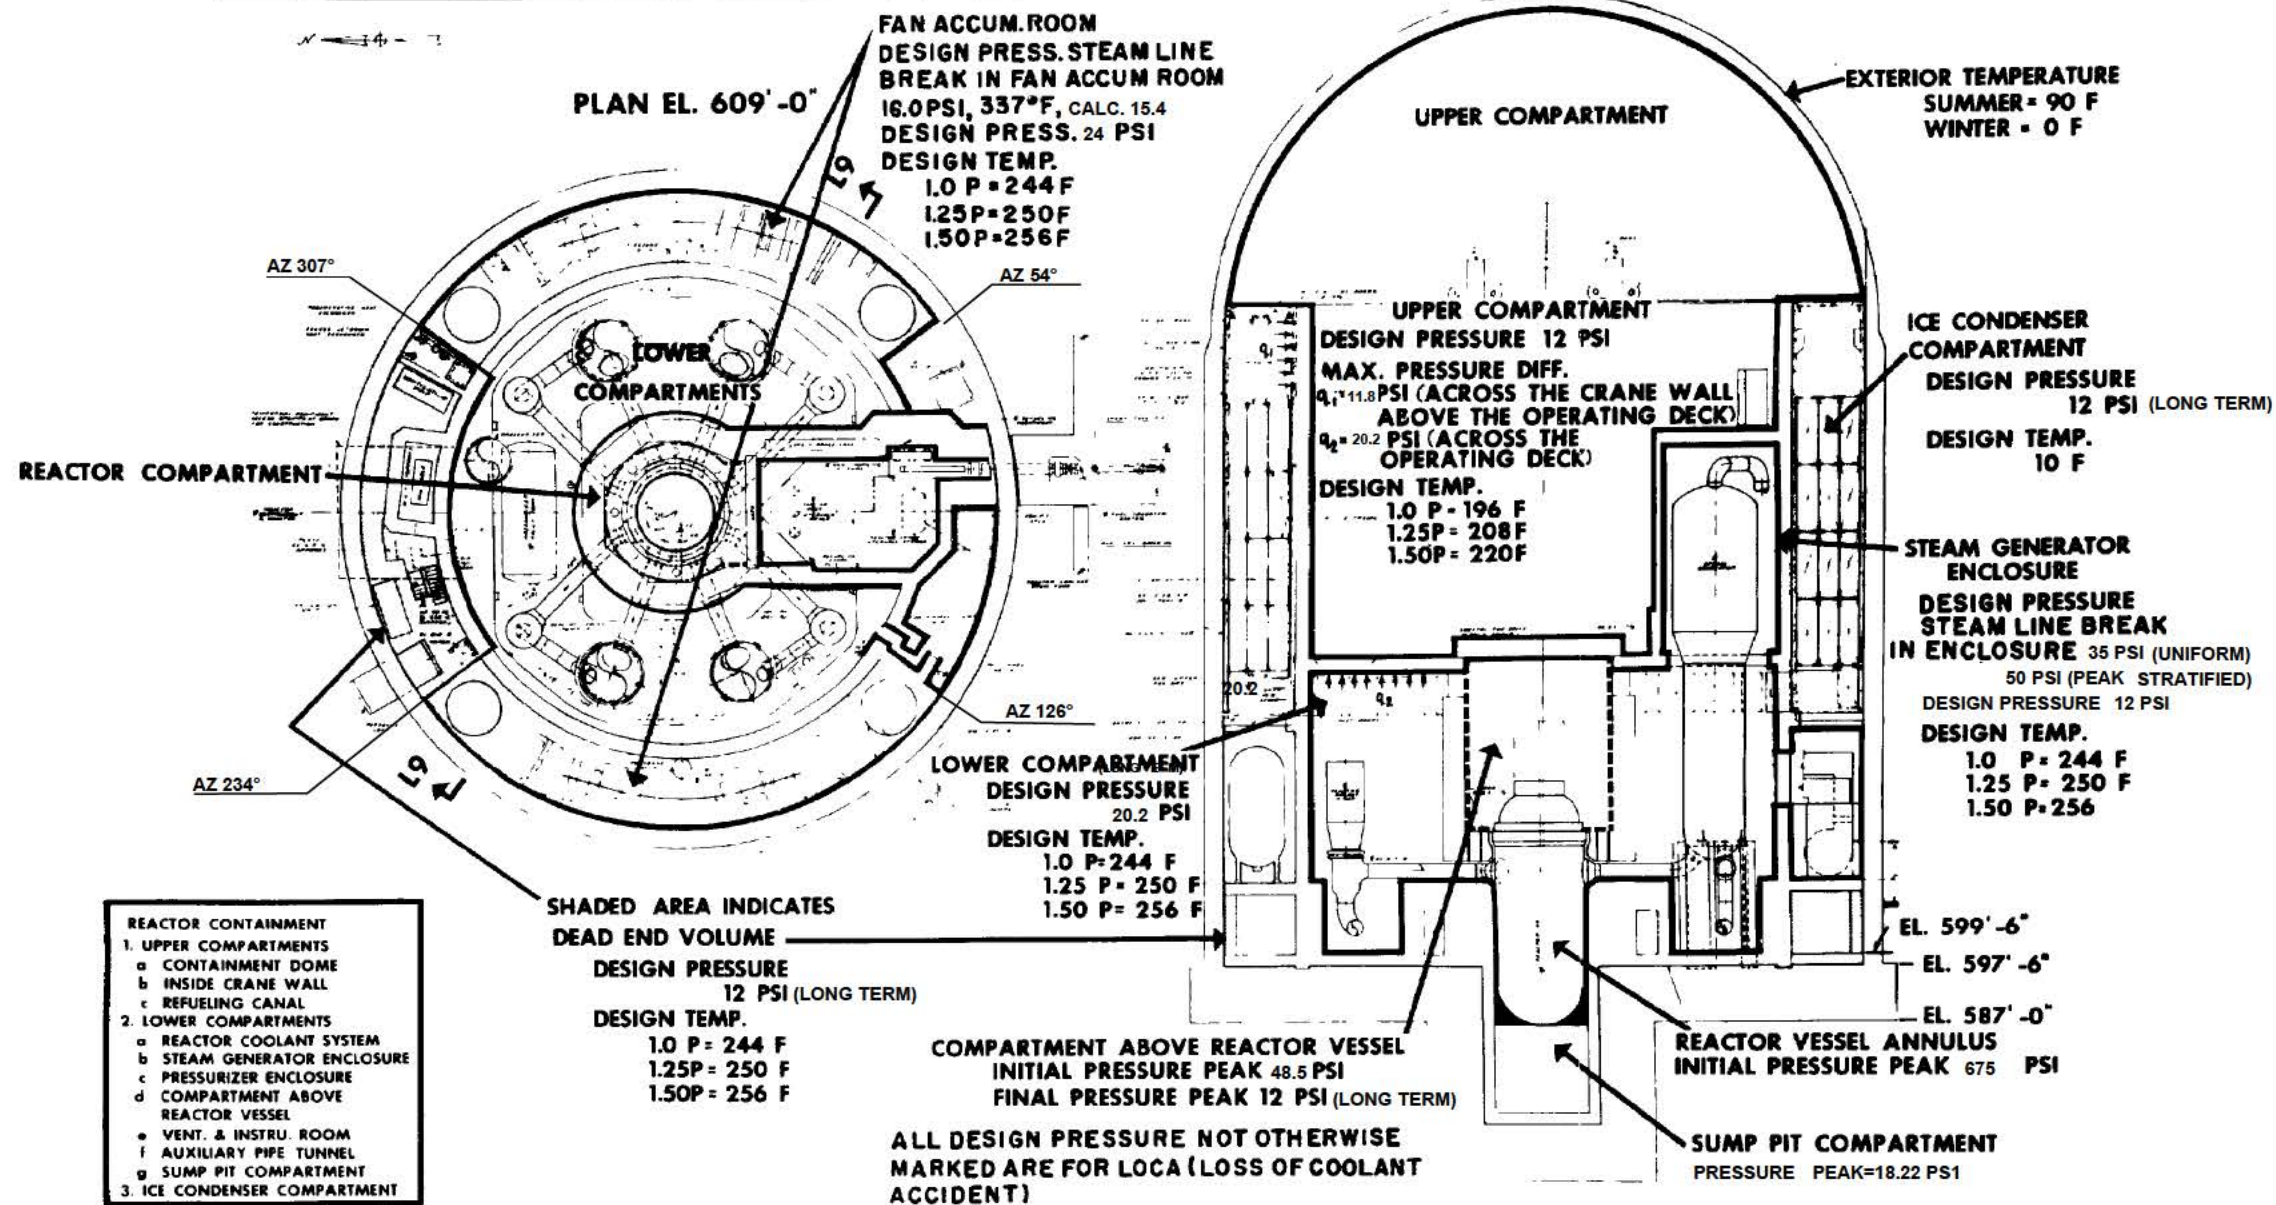 FAN ACCUM.ROOM
DESIGN PRESS. STEAM LINE
BREAK IN FAN ACCUM ROOM
16.0 PSI, 337°F, CALC. 15.4
DESIGN PRESS. 24 PSI
DESIGN TEMP.
1.0 P = 244 F
1.25P = 250F
1.50P = 256F
N
PLAN EL. 609'-0"
67
AZ 307°
AZ 54°
LOWER
COMPARTMENTS
REACTOR COMPARTMENT
AZ 126°
AZ 234°
67
UPPER COMPARTMENT
EXTERIOR TEMPERATURE
SUMMER = 90 F
WINTER = 0 F
UPPER COMPARTMENT
DESIGN PRESSURE 12 PSI
MAX. PRESSURE DIFF.
q₁ = 11.8 PSI (ACROSS THE CRANE WALL
ABOVE THE OPERATING DECK)
q₂ = 20.2 PSI (ACROSS THE
OPERATING DECK)
DESIGN TEMP.
1.0 P - 196 F
1.25P = 208F
1.50P = 220F
q₁
ICE CONDENSER
COMPARTMENT
DESIGN PRESSURE
12 PSI (LONG TERM)
DESIGN TEMP.
10 F
STEAM GENERATOR
ENCLOSURE
DESIGN PRESSURE
STEAM LINE BREAK
IN ENCLOSURE 35 PSI (UNIFORM)
50 PSI (PEAK STRATIFIED)
DESIGN PRESSURE 12 PSI
DESIGN TEMP.
1.0 P = 244 F
1.25 P = 250 F
1.50 P = 256
20.2
q₂
LOWER COMPARTMENT
DESIGN PRESSURE
20.2 PSI
DESIGN TEMP.
1.0 P = 244 F
1.25 P = 250 F
1.50 P = 256 F
SHADED AREA INDICATES
DEAD END VOLUME
DESIGN PRESSURE
12 PSI (LONG TERM)
DESIGN TEMP.
1.0 P = 244 F
1.25P = 250 F
1.50P = 256 F
EL. 599'-6"
EL. 597'-6"
EL. 587'-0"
REACTOR VESSEL ANNULUS
INITIAL PRESSURE PEAK 675 PSI
COMPARTMENT ABOVE REACTOR VESSEL
INITIAL PRESSURE PEAK 48.5 PSI
FINAL PRESSURE PEAK 12 PSI (LONG TERM)
SUMP PIT COMPARTMENT
PRESSURE PEAK=18.22 PS1
ALL DESIGN PRESSURE NOT OTHERWISE
MARKED ARE FOR LOCA (LOSS OF COOLANT
ACCIDENT)
REACTOR CONTAINMENT
1. UPPER COMPARTMENTS
a CONTAINMENT DOME
b INSIDE CRANE WALL
c REFUELING CANAL
2. LOWER COMPARTMENTS
a REACTOR COOLANT SYSTEM
b STEAM GENERATOR ENCLOSURE
c PRESSURIZER ENCLOSURE
d COMPARTMENT ABOVE
REACTOR VESSEL
e VENT. & INSTRU. ROOM
f AUXILIARY PIPE TUNNEL
g SUMP PIT COMPARTMENT
3. ICE CONDENSER COMPARTMENT